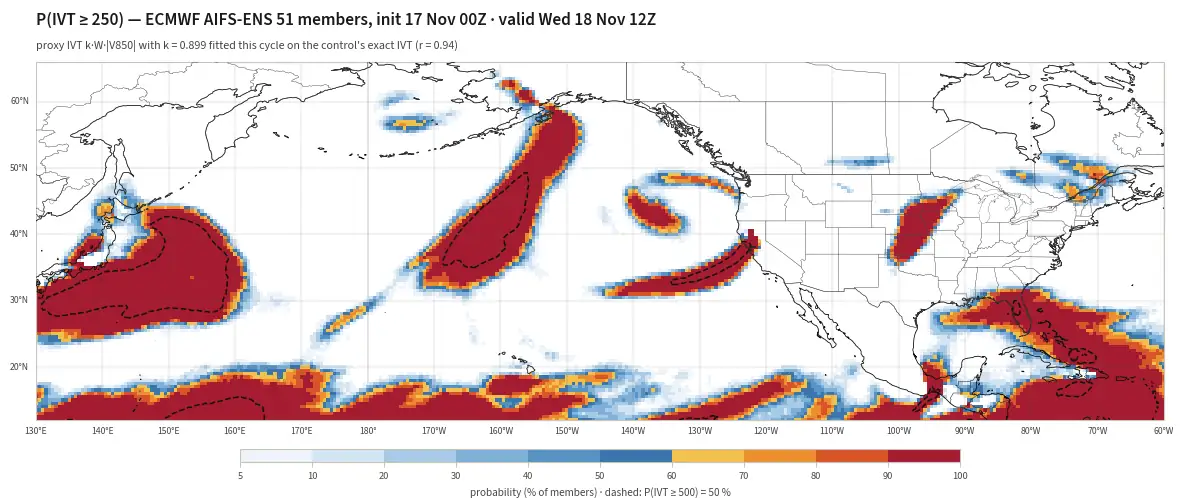 P(IVT ≥ 250) — ECMWF AIFS-ENS 51 members, init 17 Nov 00Z · valid Wed 18 Nov 12Z
proxy IVT k·W·|V850| with k = 0.899 fitted this cycle on the control's exact IVT (r = 0.94)
60°N
50°N
40°N
30°N
20°N
130°E 140°E 150°E 160°E 170°E 180° 170°W 160°W 150°W 140°W 130°W 120°W 110°W 100°W 90°W 80°W 70°W 60°W
5 10 20 30 40 50 60 70 80 90 100
probability (% of members) · dashed: P(IVT ≥ 500) = 50 %